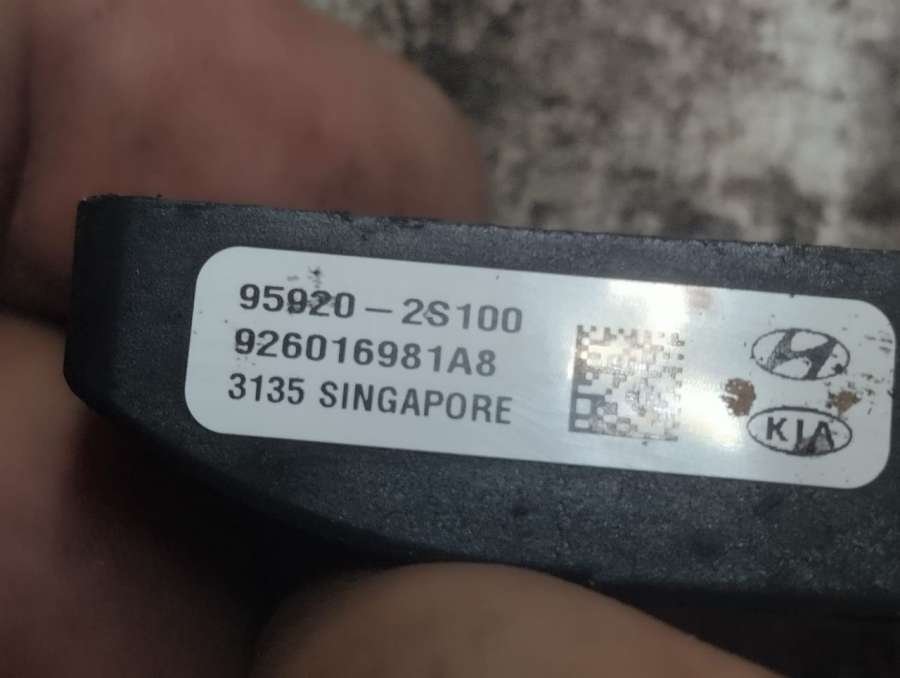 95920-2S100
926016981A8
3135 SINGAPORE
KIA